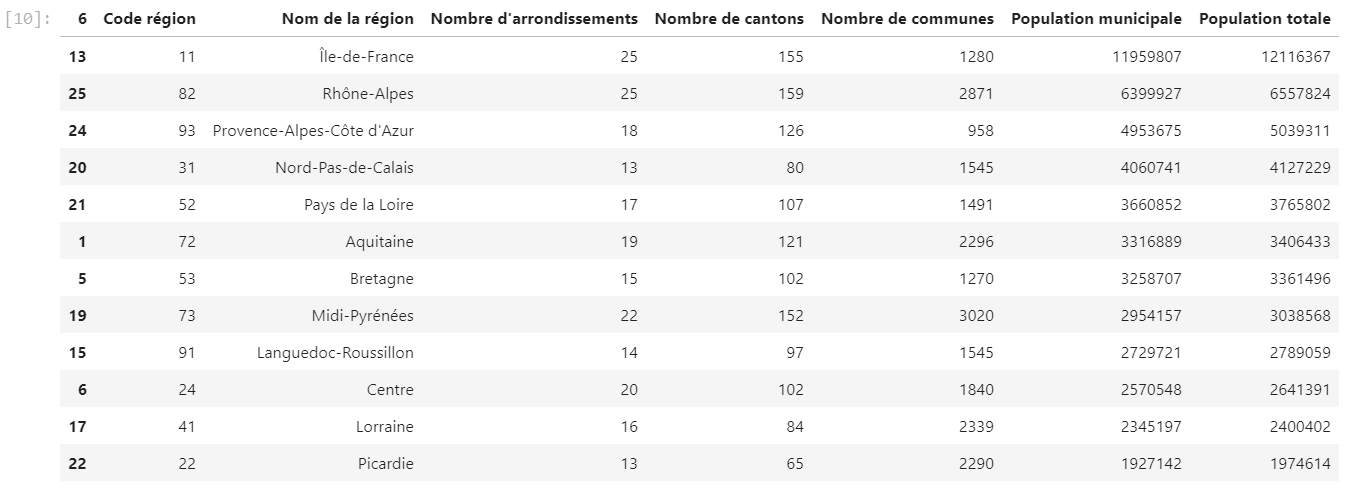 [10]: 6 Code région Nom de la région Nombre d'arrondissements Nombre de cantons Nombre de communes Population municipale Population totale
13 11 Île-de-France 25 155 1280 11959807 12116367
25 82 Rhône-Alpes 25 159 2871 6399927 6557824
24 93 Provence-Alpes-Côte d'Azur 18 126 958 4953675 5039311
20 31 Nord-Pas-de-Calais 13 80 1545 4060741 4127229
21 52 Pays de la Loire 17 107 1491 3660852 3765802
1 72 Aquitaine 19 121 2296 3316889 3406433
5 53 Bretagne 15 102 1270 3258707 3361496
19 73 Midi-Pyrénées 22 152 3020 2954157 3038568
15 91 Languedoc-Roussillon 14 97 1545 2729721 2789059
6 24 Centre 20 102 1840 2570548 2641391
17 41 Lorraine 16 84 2339 2345197 2400402
22 22 Picardie 13 65 2290 1927142 1974614